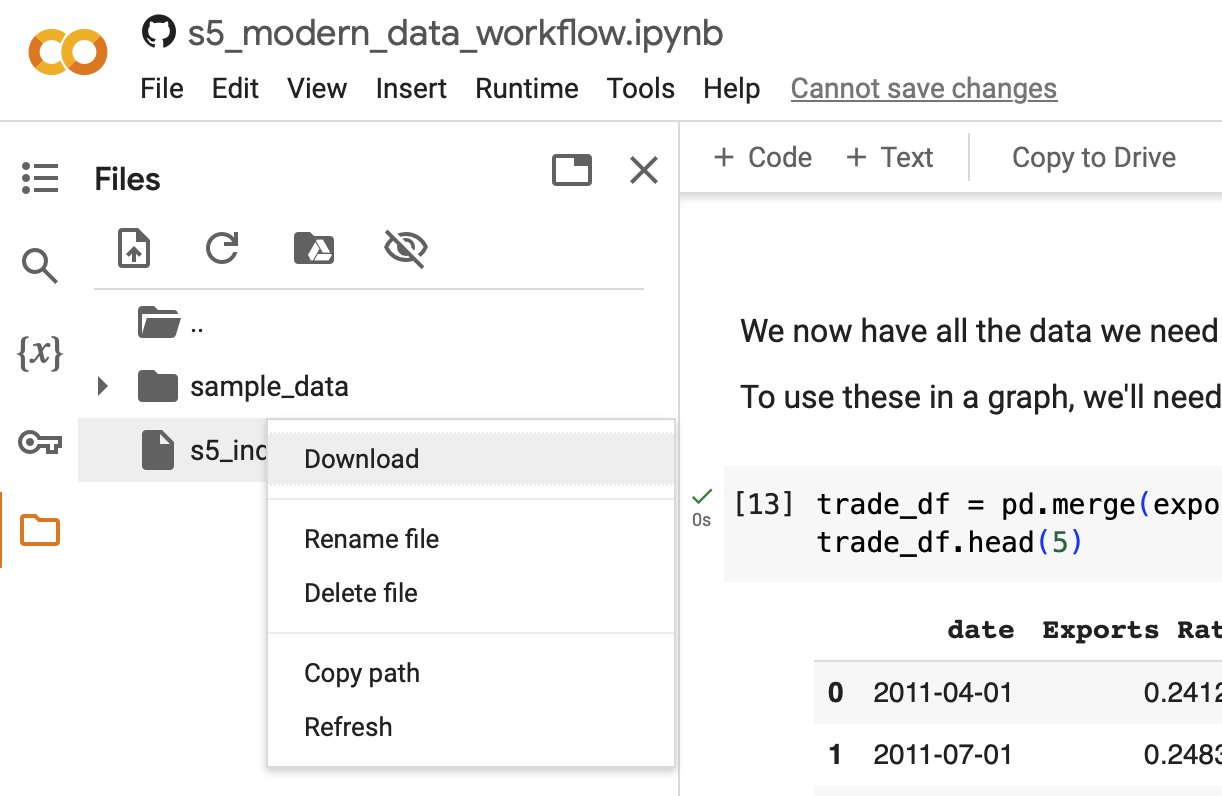 s5_modern_data_workflow.ipynb
File Edit View Insert Runtime Tools Help Cannot save changes
Files
+ Code + Text Copy to Drive
{x}
..
sample_data
s5_ind
Download
Rename file
Delete file
Copy path
Refresh
We now have all the data we need
To use these in a graph, we'll need
0s
[13] trade_df = pd.merge(expo
trade_df.head(5)
date Exports Rat
0 2011-04-01 0.2412
1 2011-07-01 0.2483